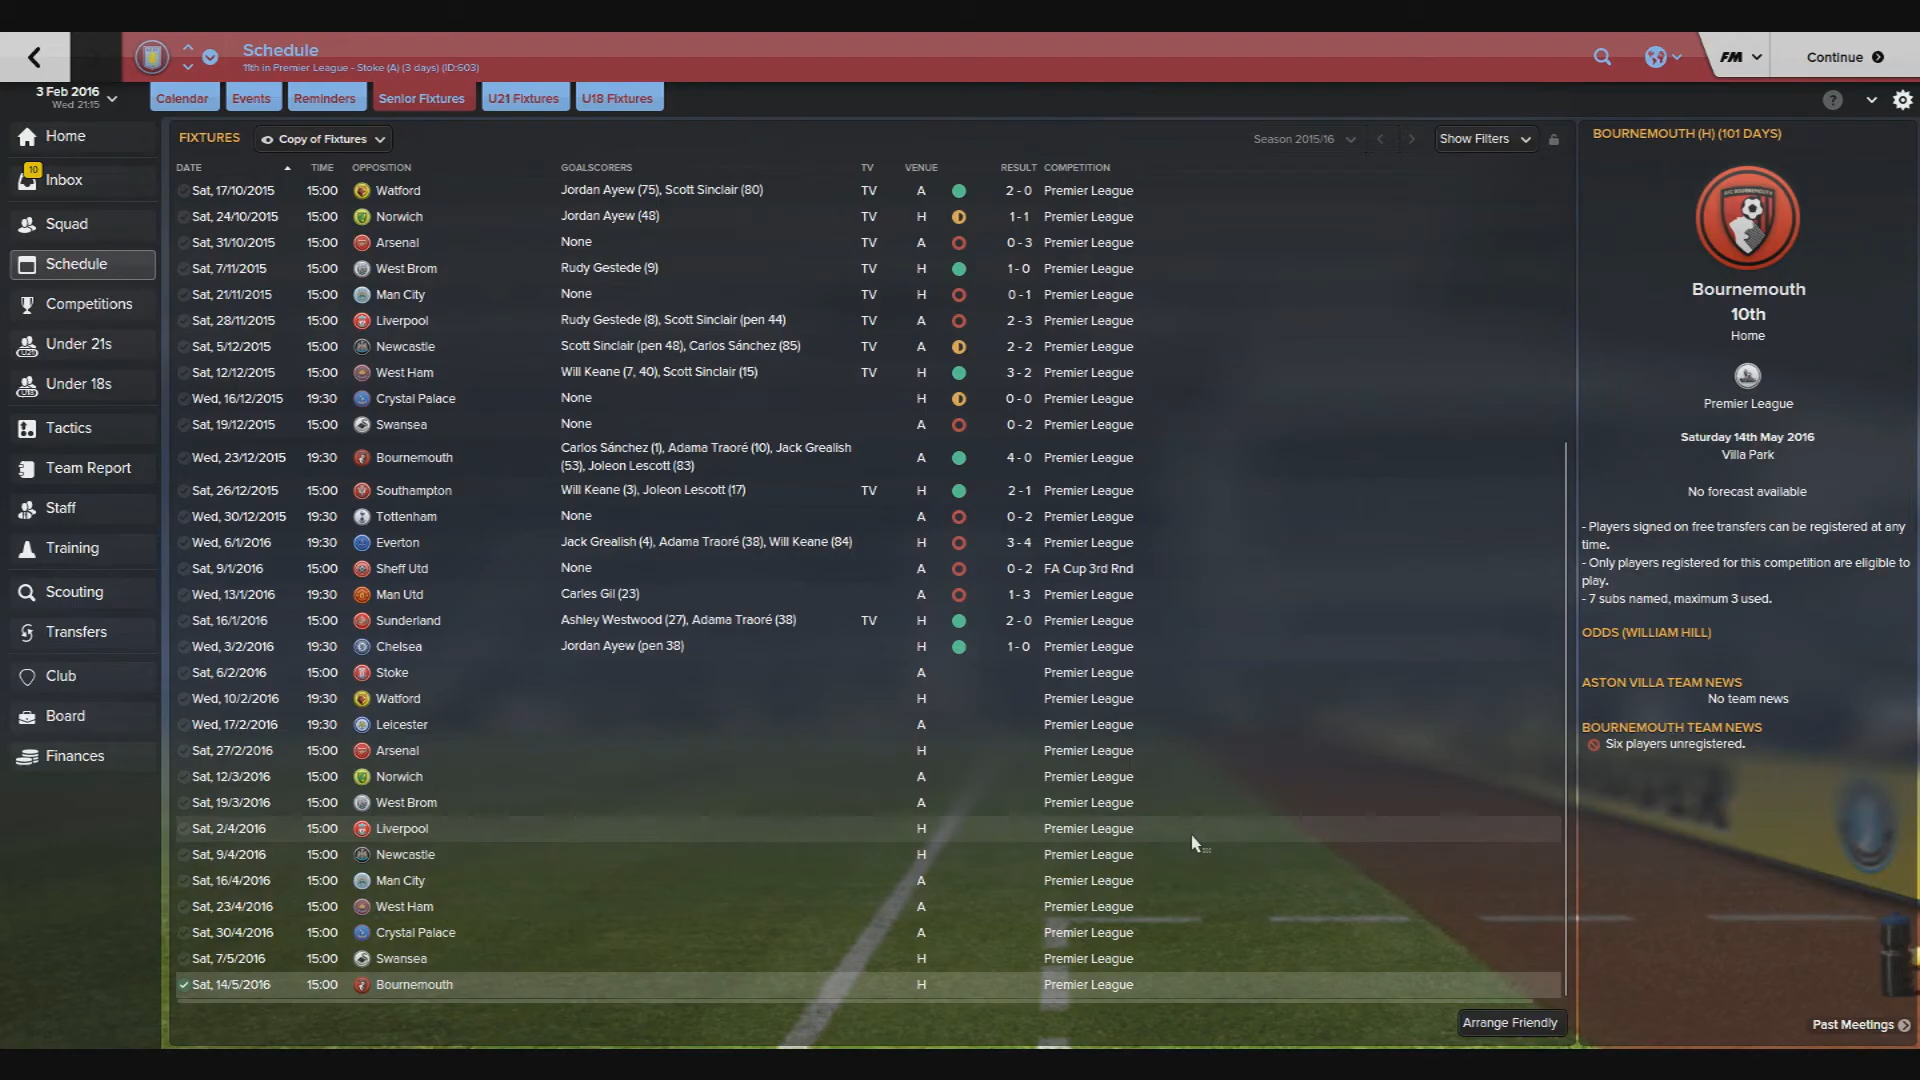 Schedule
11th in Premier League - Stoke (A) (3 days) (ID:603)
FM
Continue
3 Feb 2016
Wed 21:15
Calendar Events Reminders Senior Fixtures U21 Fixtures U18 Fixtures
?
Home
10
Inbox
Squad
Schedule
Competitions
Under 21s
Under 18s
Tactics
Team Report
Staff
Training
Scouting
Transfers
Club
Board
Finances
FIXTURES Copy of Fixtures Season 2015/16 Show Filters
DATE TIME OPPOSITION GOALSCORERS TV VENUE RESULT COMPETITION
Sat, 17/10/2015 15:00 Watford Jordan Ayew (75), Scott Sinclair (80) TV A 2 - 0 Premier League
Sat, 24/10/2015 15:00 Norwich Jordan Ayew (48) TV H 1 - 1 Premier League
Sat, 31/10/2015 15:00 Arsenal None TV A 0 - 3 Premier League
Sat, 7/11/2015 15:00 West Brom Rudy Gestede (9) TV H 1 - 0 Premier League
Sat, 21/11/2015 15:00 Man City None TV H 0 - 1 Premier League
Sat, 28/11/2015 15:00 Liverpool Rudy Gestede (8), Scott Sinclair (pen 44) TV A 2 - 3 Premier League
Sat, 5/12/2015 15:00 Newcastle Scott Sinclair (pen 48), Carlos Sánchez (85) TV A 2 - 2 Premier League
Sat, 12/12/2015 15:00 West Ham Will Keane (7, 40), Scott Sinclair (15) TV H 3 - 2 Premier League
Wed, 16/12/2015 19:30 Crystal Palace None H 0 - 0 Premier League
Sat, 19/12/2015 15:00 Swansea None A 0 - 2 Premier League
Wed, 23/12/2015 19:30 Bournemouth Carlos Sánchez (1), Adama Traoré (10), Jack Grealish A 4 - 0 Premier League
(53), Joleon Lescott (83)
Sat, 26/12/2015 15:00 Southampton Will Keane (3), Joleon Lescott (17) TV H 2 - 1 Premier League
Wed, 30/12/2015 19:30 Tottenham None A 0 - 2 Premier League
Wed, 6/1/2016 19:30 Everton Jack Grealish (4), Adama Traoré (38), Will Keane (84) H 3 - 4 Premier League
Sat, 9/1/2016 15:00 Sheff Utd None A 0 - 2 FA Cup 3rd Rnd
Wed, 13/1/2016 19:30 Man Utd Carles Gil (23) A 1 - 3 Premier League
Sat, 16/1/2016 15:00 Sunderland Ashley Westwood (27), Adama Traoré (38) TV H 2 - 0 Premier League
Wed, 3/2/2016 19:30 Chelsea Jordan Ayew (pen 38) H 1 - 0 Premier League
Sat, 6/2/2016 15:00 Stoke A Premier League
Wed, 10/2/2016 19:30 Watford H Premier League
Wed, 17/2/2016 19:30 Leicester A Premier League
Sat, 27/2/2016 15:00 Arsenal H Premier League
Sat, 12/3/2016 15:00 Norwich A Premier League
Sat, 19/3/2016 15:00 West Brom A Premier League
Sat, 2/4/2016 15:00 Liverpool H Premier League
Sat, 9/4/2016 15:00 Newcastle H Premier League
Sat, 16/4/2016 15:00 Man City A Premier League
Sat, 23/4/2016 15:00 West Ham A Premier League
Sat, 30/4/2016 15:00 Crystal Palace A Premier League
Sat, 7/5/2016 15:00 Swansea H Premier League
Sat, 14/5/2016 15:00 Bournemouth H Premier League
Arrange Friendly
BOURNEMOUTH (H) (101 DAYS)
Bournemouth
10th
Home
Premier League
Saturday 14th May 2016
Villa Park
No forecast available
- Players signed on free transfers can be registered at any
time.
- Only players registered for this competition are eligible to
play.
- 7 subs named, maximum 3 used.
ODDS (WILLIAM HILL)
ASTON VILLA TEAM NEWS
No team news
BOURNEMOUTH TEAM NEWS
Six players unregistered.
Past Meetings